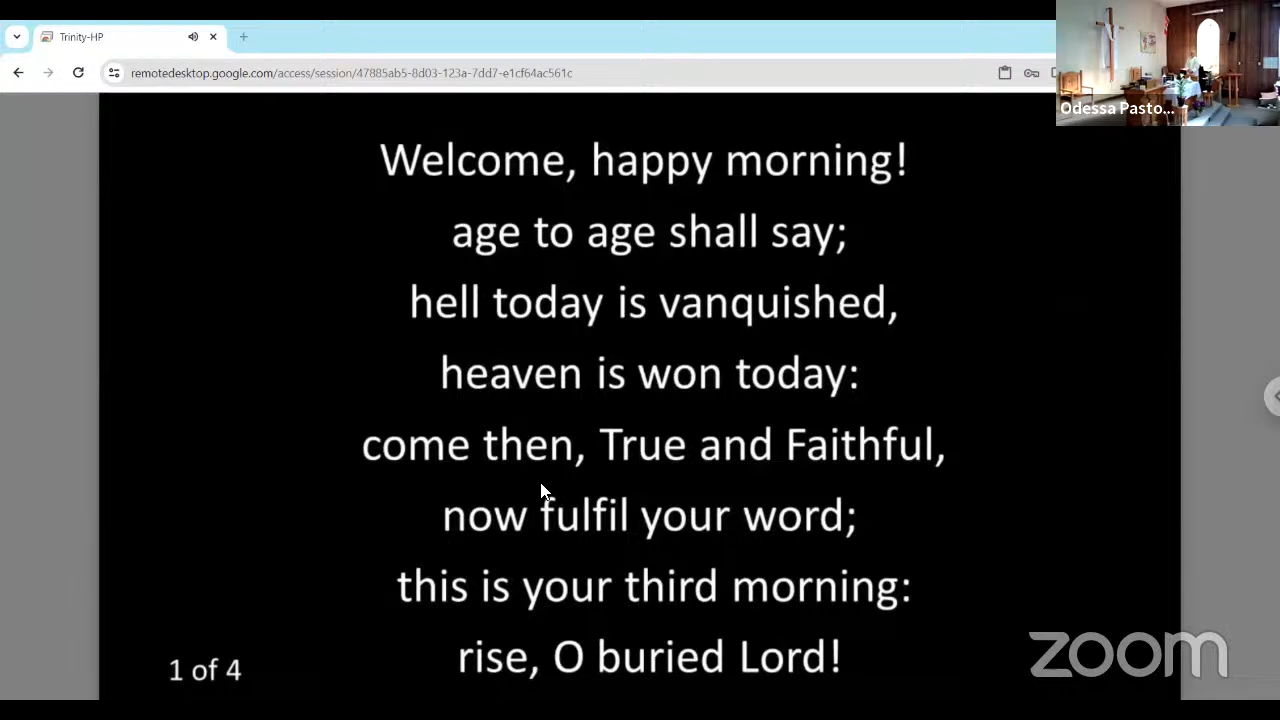 Trinity-HP
remotedesktop.google.com/access/session/47885ab5-8d03-123a-7dd7-e1cf64ac561c
Odessa Pasto...
Welcome, happy morning!
age to age shall say;
hell today is vanquished,
heaven is won today:
come then, True and Faithful,
now fulfil your word;
this is your third morning:
rise, O buried Lord!
1 of 4
zoom